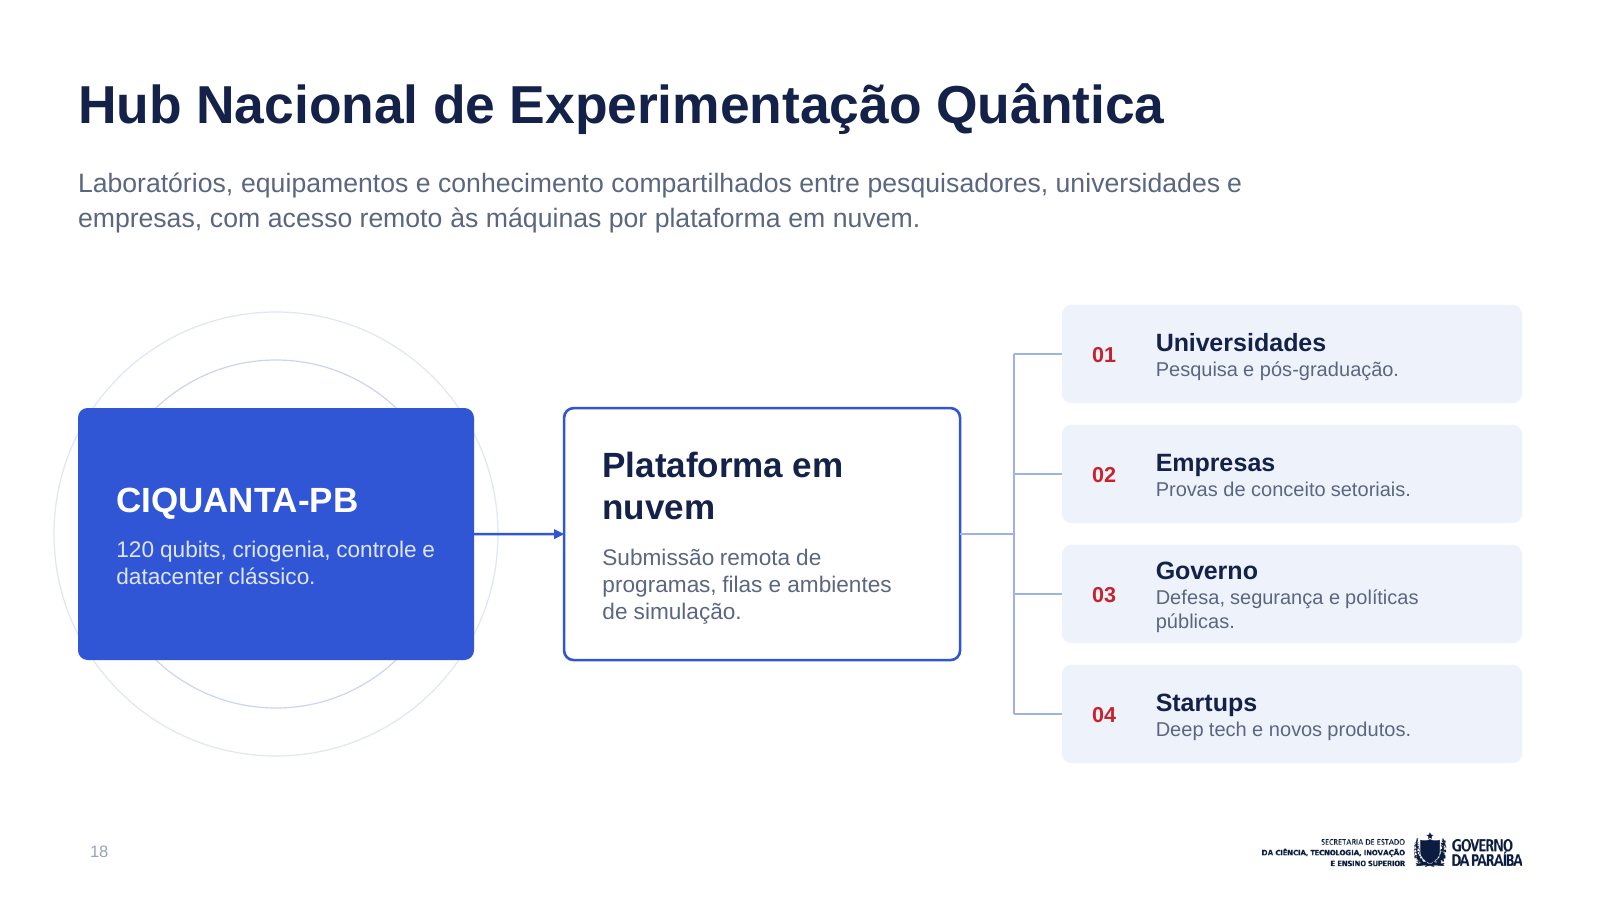 Hub Nacional de Experimentação Quântica
Laboratórios, equipamentos e conhecimento compartilhados entre pesquisadores, universidades e
empresas, com acesso remoto às máquinas por plataforma em nuvem.
CIQUANTA-PB
120 qubits, criogenia, controle e
datacenter clássico.
Plataforma em
nuvem
Submissão remota de
programas, filas e ambientes
de simulação.
01
Universidades
Pesquisa e pós-graduação.
02
Empresas
Provas de conceito setoriais.
03
Governo
Defesa, segurança e políticas
públicas.
04
Startups
Deep tech e novos produtos.
18
SECRETARIA DE ESTADO
DA CIÊNCIA, TECNOLOGIA, INOVAÇÃO
E ENSINO SUPERIOR
GOVERNO
DA PARAÍBA